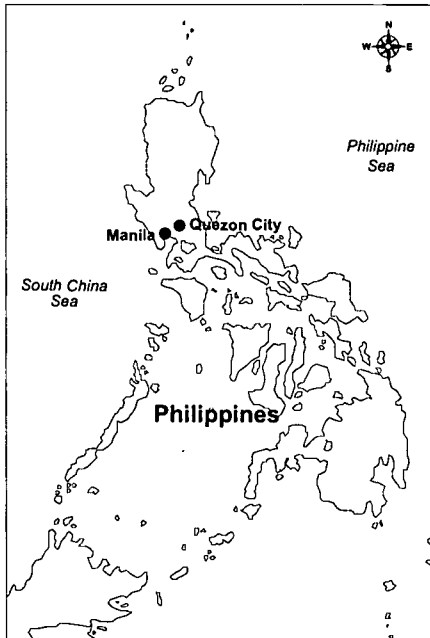 N
W E
S
Philippine
Sea
Quezon City
Manila
South China
Sea
Philippines